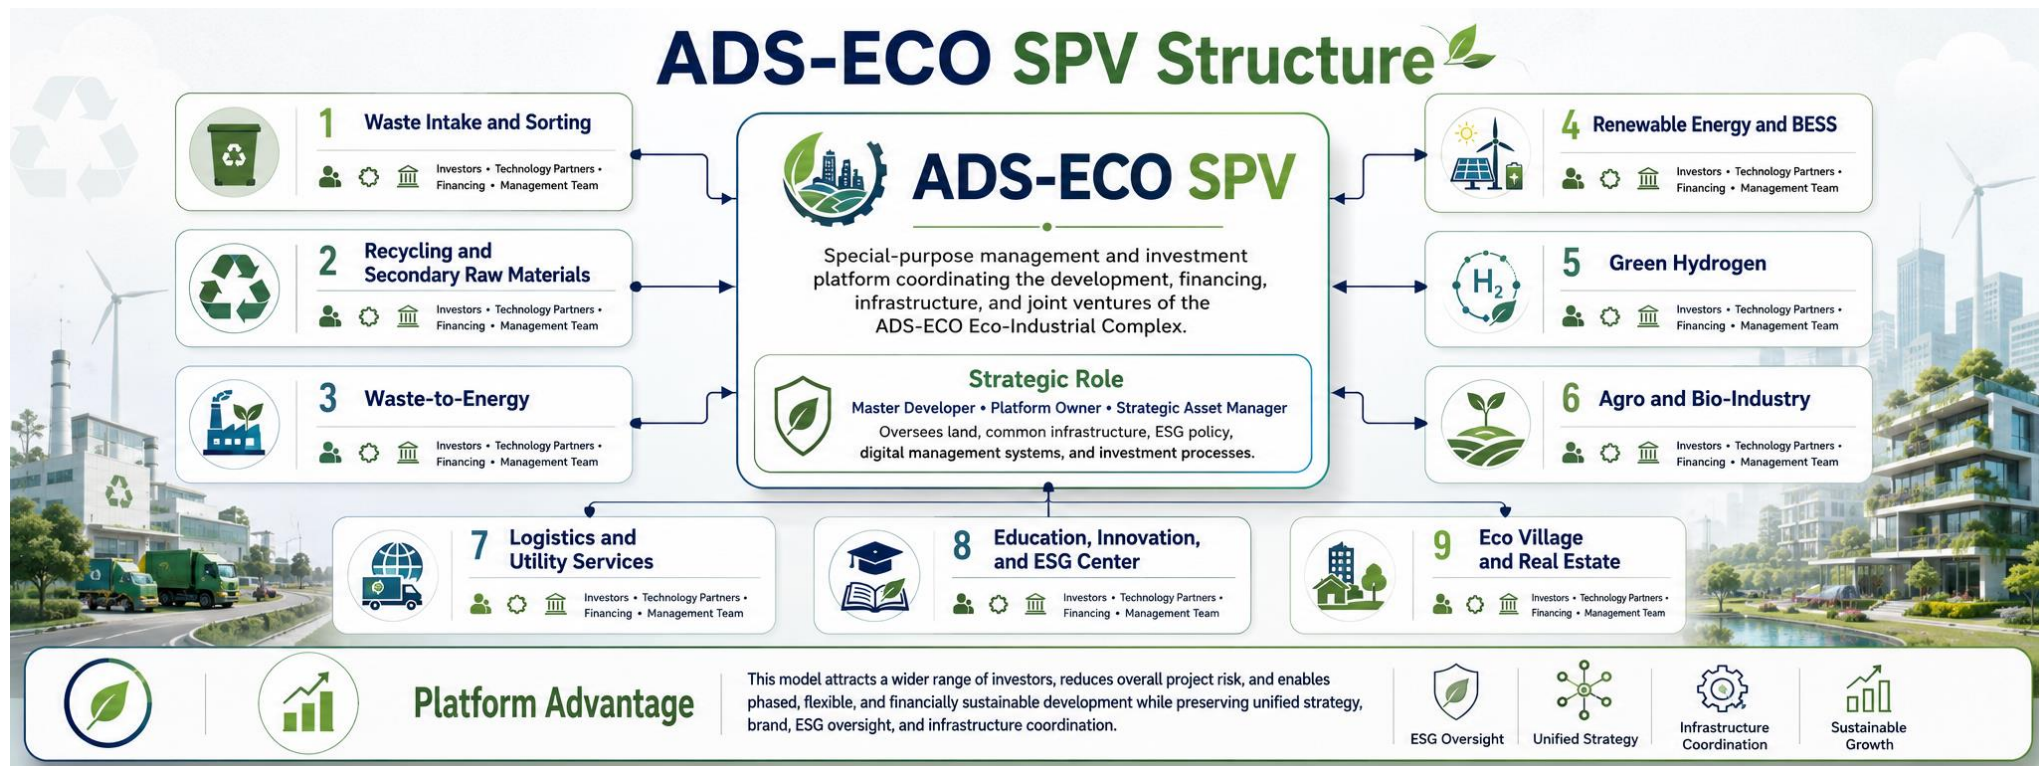 ADS-ECO SPV Structure
1 Waste Intake and Sorting
Investors • Technology Partners •
Financing • Management Team
2 Recycling and
Secondary Raw Materials
Investors • Technology Partners •
Financing • Management Team
3 Waste-to-Energy
Investors • Technology Partners •
Financing • Management Team
ADS-ECO SPV
Special-purpose management and investment
platform coordinating the development, financing,
infrastructure, and joint ventures of the
ADS-ECO Eco-Industrial Complex.
Strategic Role
Master Developer • Platform Owner • Strategic Asset Manager
Oversees land, common infrastructure, ESG policy,
digital management systems, and investment processes.
4 Renewable Energy and BESS
Investors • Technology Partners •
Financing • Management Team
5 Green Hydrogen
H2
Investors • Technology Partners •
Financing • Management Team
6 Agro and Bio-Industry
Investors • Technology Partners •
Financing • Management Team
7 Logistics and
Utility Services
Investors • Technology Partners •
Financing • Management Team
8 Education, Innovation,
and ESG Center
Investors • Technology Partners •
Financing • Management Team
9 Eco Village
and Real Estate
Investors • Technology Partners •
Financing • Management Team
Platform Advantage
This model attracts a wider range of investors, reduces overall project risk, and enables
phased, flexible, and financially sustainable development while preserving unified strategy,
brand, ESG oversight, and infrastructure coordination.
ESG Oversight
Unified Strategy
Infrastructure
Coordination
Sustainable
Growth